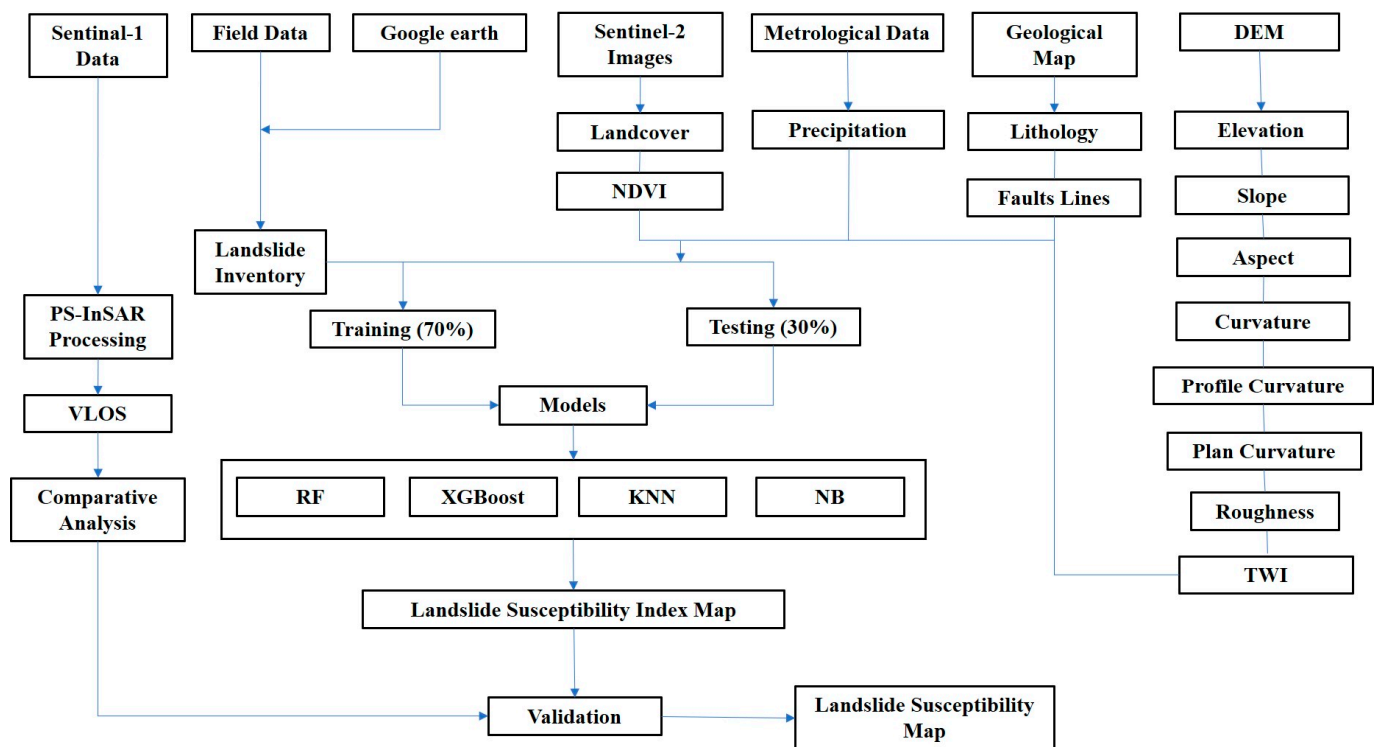 Sentinal-1
Data
Field Data
Google earth
Sentinel-2
Images
Metrological Data
Geological
Map
DEM
Landcover
Precipitation
Lithology
Elevation
NDVI
Faults Lines
Slope
Landslide
Inventory
Aspect
PS-InSAR
Processing
Training (70%)
Testing (30%)
Curvature
VLOS
Models
Profile Curvature
Plan Curvature
Comparative
Analysis
RF
XGBoost
KNN
NB
Roughness
TWI
Landslide Susceptibility Index Map
Validation
Landslide Susceptibility
Map